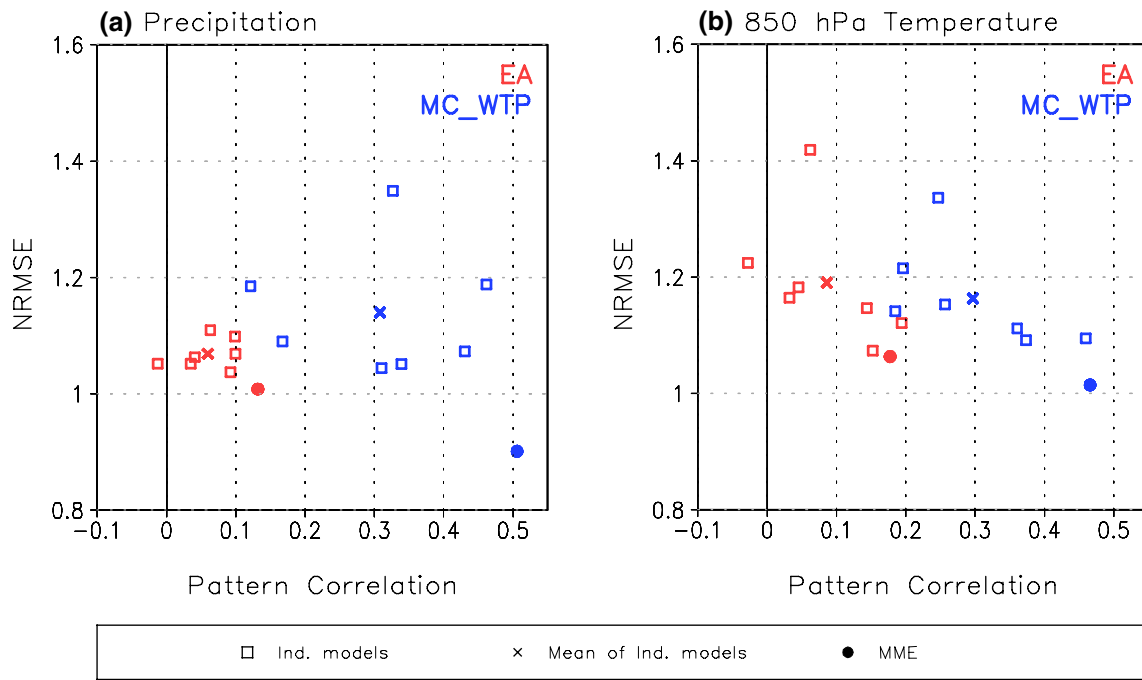 (a) Precipitation
1.6
1.4
1.2
1
0.8
NRMSE
EA
MC_WTP
-0.1 0 0.1 0.2 0.3 0.4 0.5
Pattern Correlation
(b) 850 hPa Temperature
1.6
1.4
1.2
1
0.8
NRMSE
EA
MC_WTP
-0.1 0 0.1 0.2 0.3 0.4 0.5
Pattern Correlation
Ind. models Mean of Ind. models MME